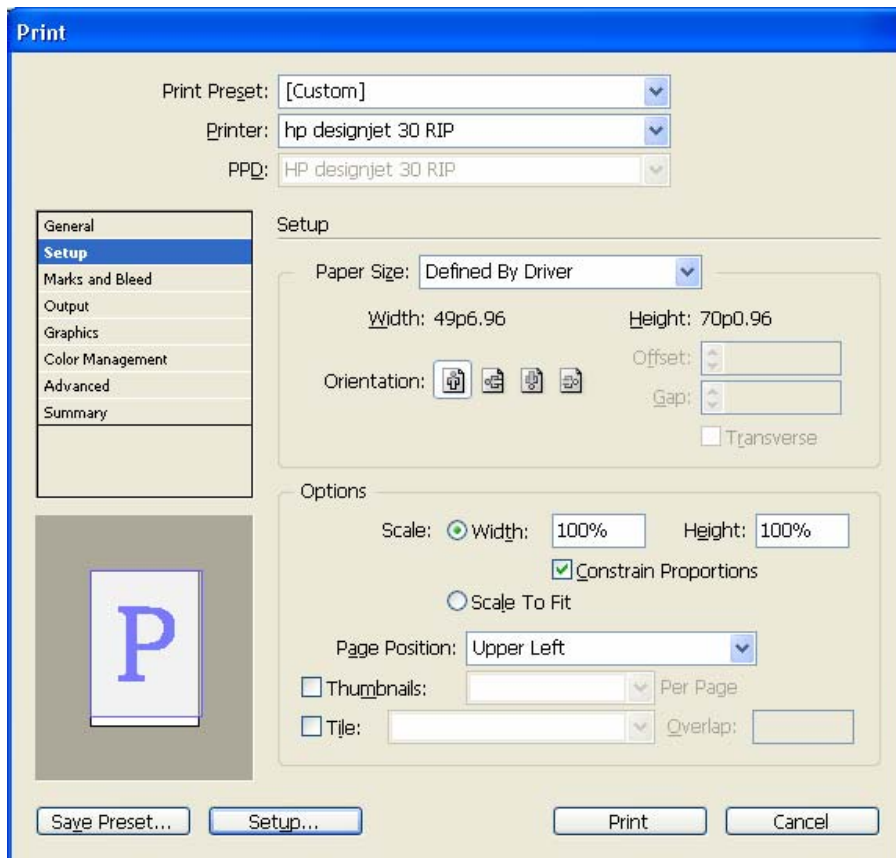 Print
Print Preset: [Custom]
Printer: hp designjet 30 RIP
PPD: HP designjet 30 RIP
General
Setup
Marks and Bleed
Output
Graphics
Color Management
Advanced
Summary
Setup
Paper Size: Defined By Driver
Width: 49p6.96 Height: 70p0.96
Orientation:
Offset:
Gap:
Transverse
Options
Scale: Width: 100% Height: 100%
Constrain Proportions
Scale To Fit
Page Position: Upper Left
Thumbnails: Per Page
Tile: Overlap:
P
Save Preset... Setup... Print Cancel